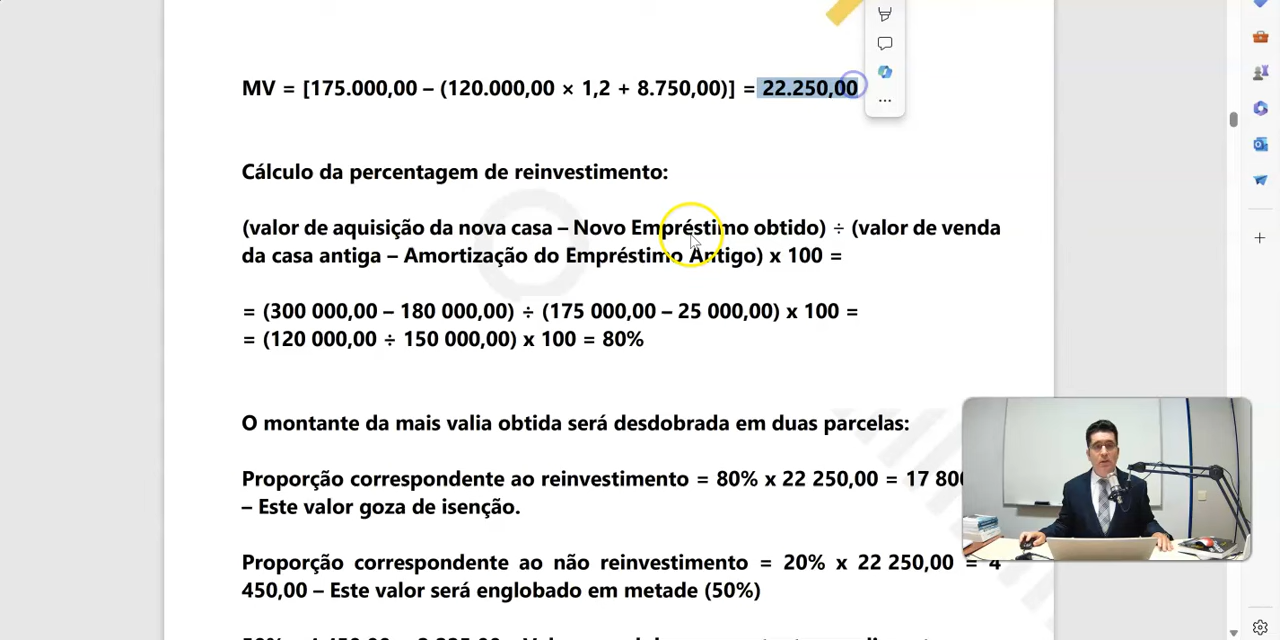 MV = [175.000,00 – (120.000,00 × 1,2 + 8.750,00)] = 22.250,00
Cálculo da percentagem de reinvestimento:
(valor de aquisição da nova casa – Novo Empréstimo obtido) ÷ (valor de venda
da casa antiga – Amortização do Empréstimo Antigo) x 100 =
= (300 000,00 – 180 000,00) ÷ (175 000,00 – 25 000,00) x 100 =
= (120 000,00 ÷ 150 000,00) x 100 = 80%
O montante da mais valia obtida será desdobrada em duas parcelas:
Proporção correspondente ao reinvestimento = 80% x 22 250,00 = 17 800
– Este valor goza de isenção.
Proporção correspondente ao não reinvestimento = 20% x 22 250,00 = 4
450,00 – Este valor será englobado em metade (50%)